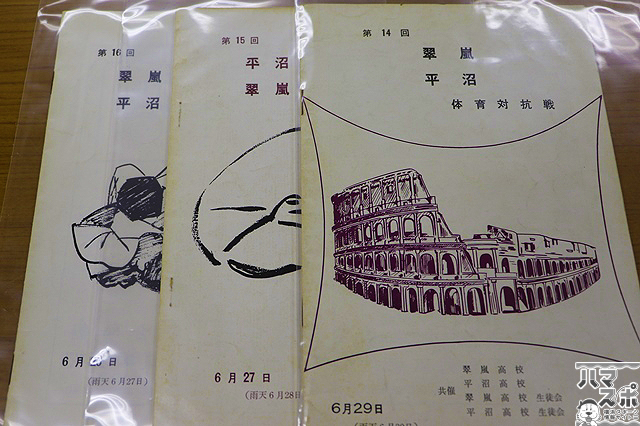 第16回
翠嵐
平沼
(雨天6月27日)
第15回
平沼
翠嵐
6月27日
(雨天6月28日
第14回
翠嵐
平沼
体育対抗戦
共催
翠嵐高校
平沼高校
翠嵐高校 生徒会
平沼高校 生徒会
6月29日
ハマ
スポ